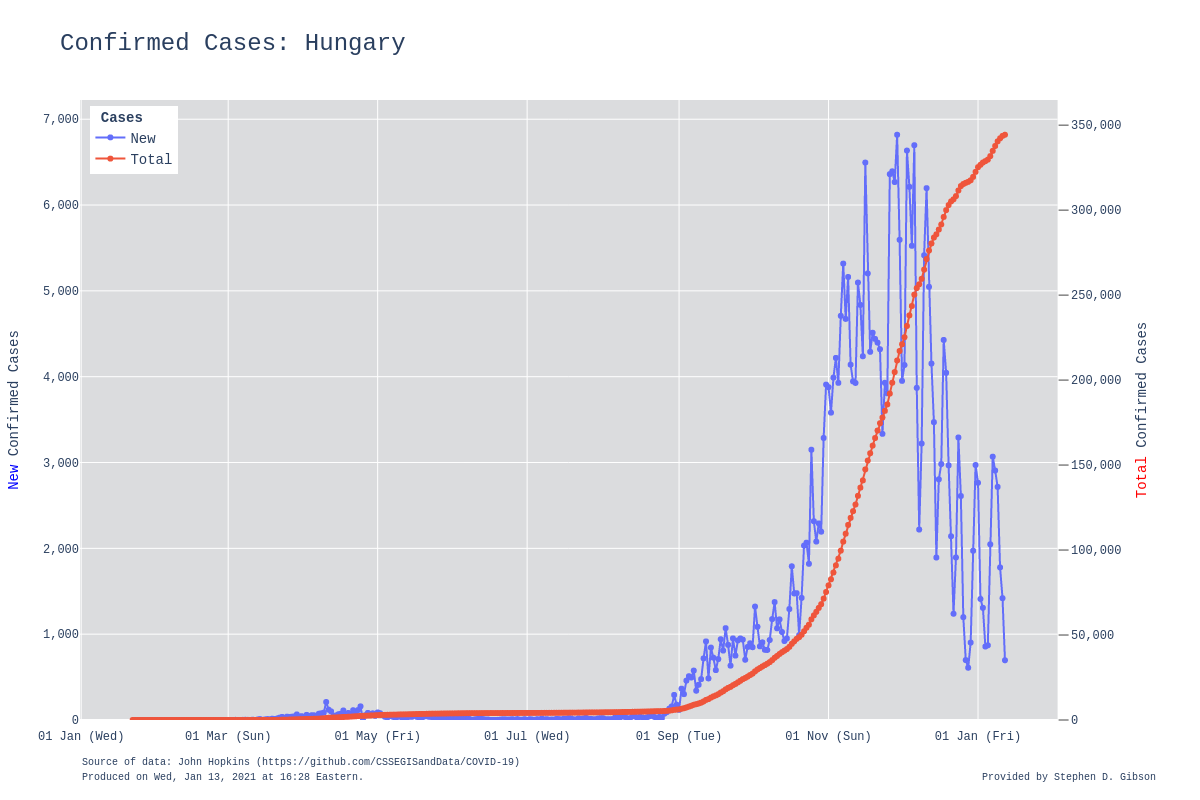 Confirmed Cases: Hungary
Cases
New
Total
7,000
6,000
5,000
4,000
3,000
2,000
1,000
0
New Confirmed Cases
350,000
300,000
250,000
200,000
150,000
100,000
50,000
0
Total Confirmed Cases
01 Jan (Wed) 01 Mar (Sun) 01 May (Fri) 01 Jul (Wed) 01 Sep (Tue) 01 Nov (Sun) 01 Jan (Fri)
Source of data: John Hopkins (https://github.com/CSSEGISandData/COVID-19)
Produced on Wed, Jan 13, 2021 at 16:28 Eastern.
Provided by Stephen D. Gibson